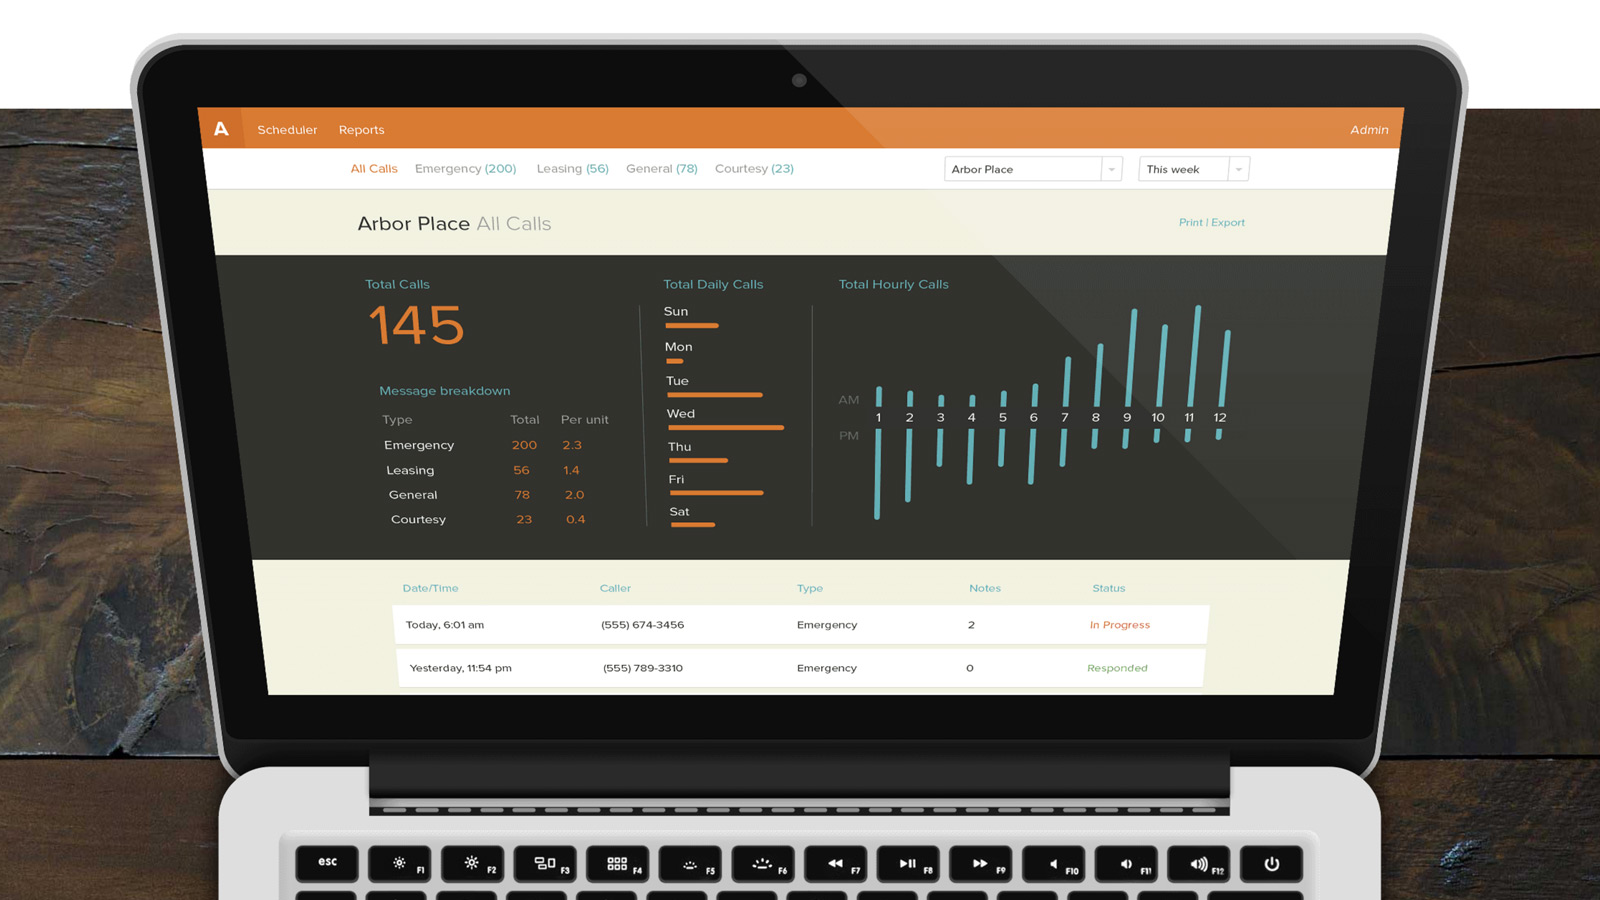 A Scheduler Reports Admin
All Calls Emergency (200) Leasing (56) General (78) Courtesy (23) Arbor Place This week
Arbor Place All Calls Print | Export
Total Calls Total Daily Calls Total Hourly Calls
145
Sun
Mon
Tue
Wed
Thu
Fri
Sat
AM
1 2 3 4 5 6 7 8 9 10 11 12
PM
Message breakdown
Type Total Per unit
Emergency 200 2.3
Leasing 56 1.4
General 78 2.0
Courtesy 23 0.4
Date/Time Caller Type Notes Status
Today, 6:01 am (555) 674-3456 Emergency 2 In Progress
Yesterday, 11:54 pm (555) 789-3310 Emergency 0 Responded
esc F1 F2 F3 F4 F5 F6 F7 F8 F9 F10 F11 F12